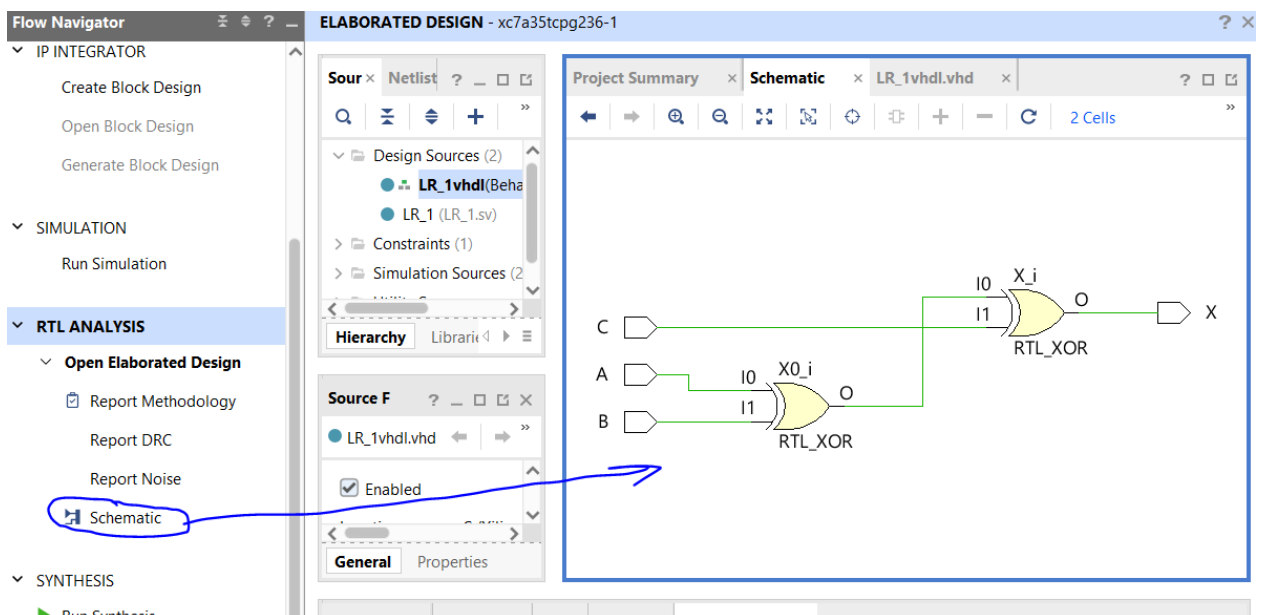 Flow Navigator
?
IP INTEGRATOR
Create Block Design
Open Block Design
Generate Block Design
SIMULATION
Run Simulation
RTL ANALYSIS
Open Elaborated Design
Report Methodology
Report DRC
Report Noise
Schematic
SYNTHESIS
ELABORATED DESIGN - xc7a35tcpg236-1
? ×
Sour × Netlist ?
»
Design Sources (2)
LR_1vhdl(Beha
LR_1 (LR_1.sv)
Constraints (1)
Simulation Sources (2
Hierarchy Librarie
Source F ? ×
LR_1vhdl.vhd »
Enabled
General Properties
Project Summary × Schematic × LR_1vhdl.vhd × ?
2 Cells »
C
A
B
I0
I1
X0_i
O
RTL_XOR
I0
I1
X_i
O
RTL_XOR
X